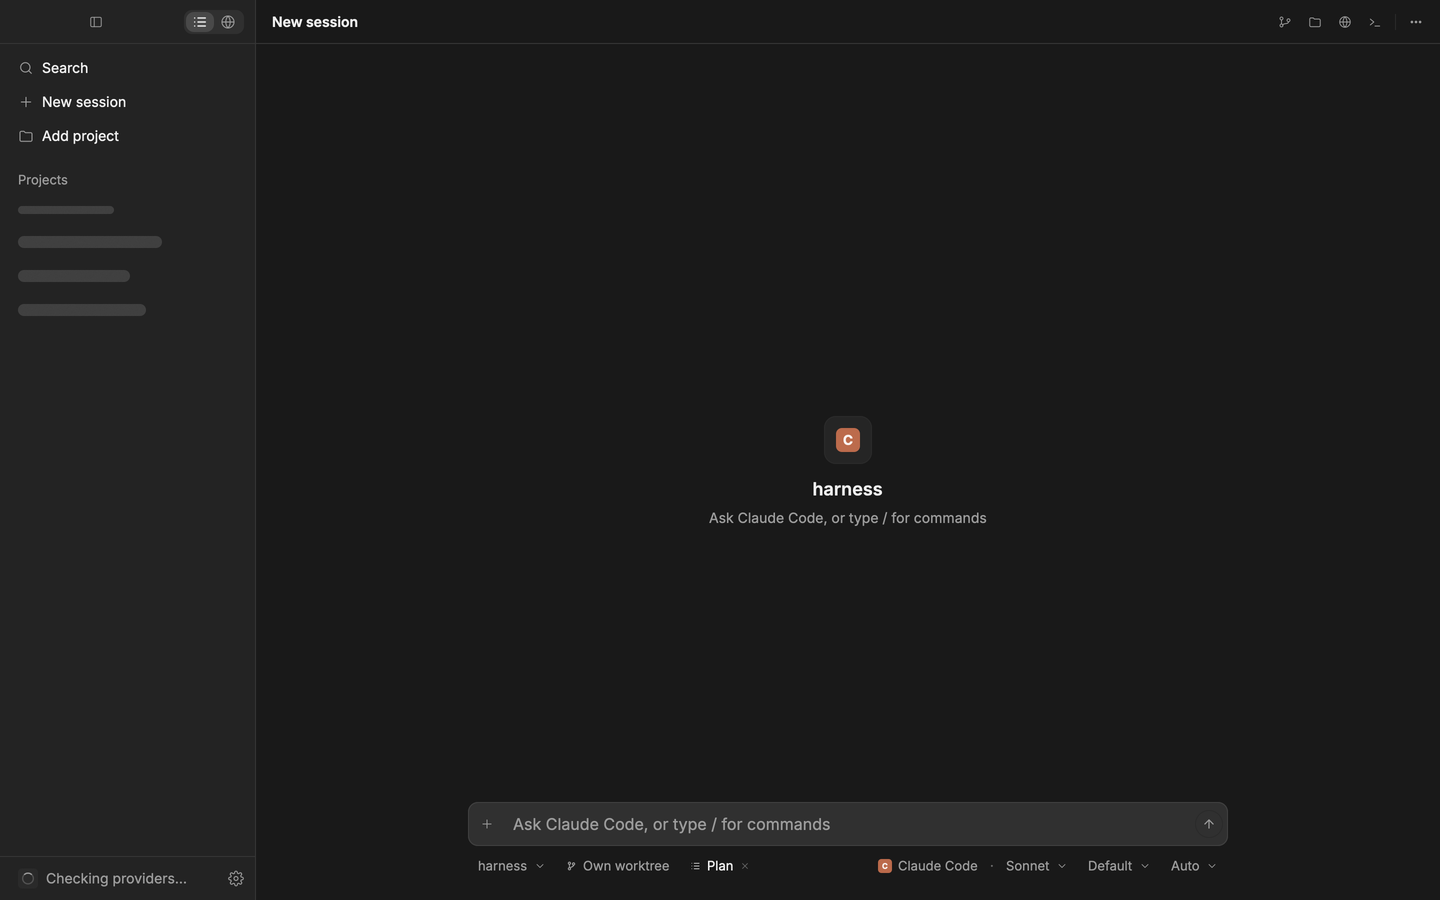 New session
Search
New session
Add project
Projects
C
harness
Ask Claude Code, or type / for commands
Ask Claude Code, or type / for commands
harness
Own worktree
Plan
C Claude Code · Sonnet
Default
Auto
Checking providers...